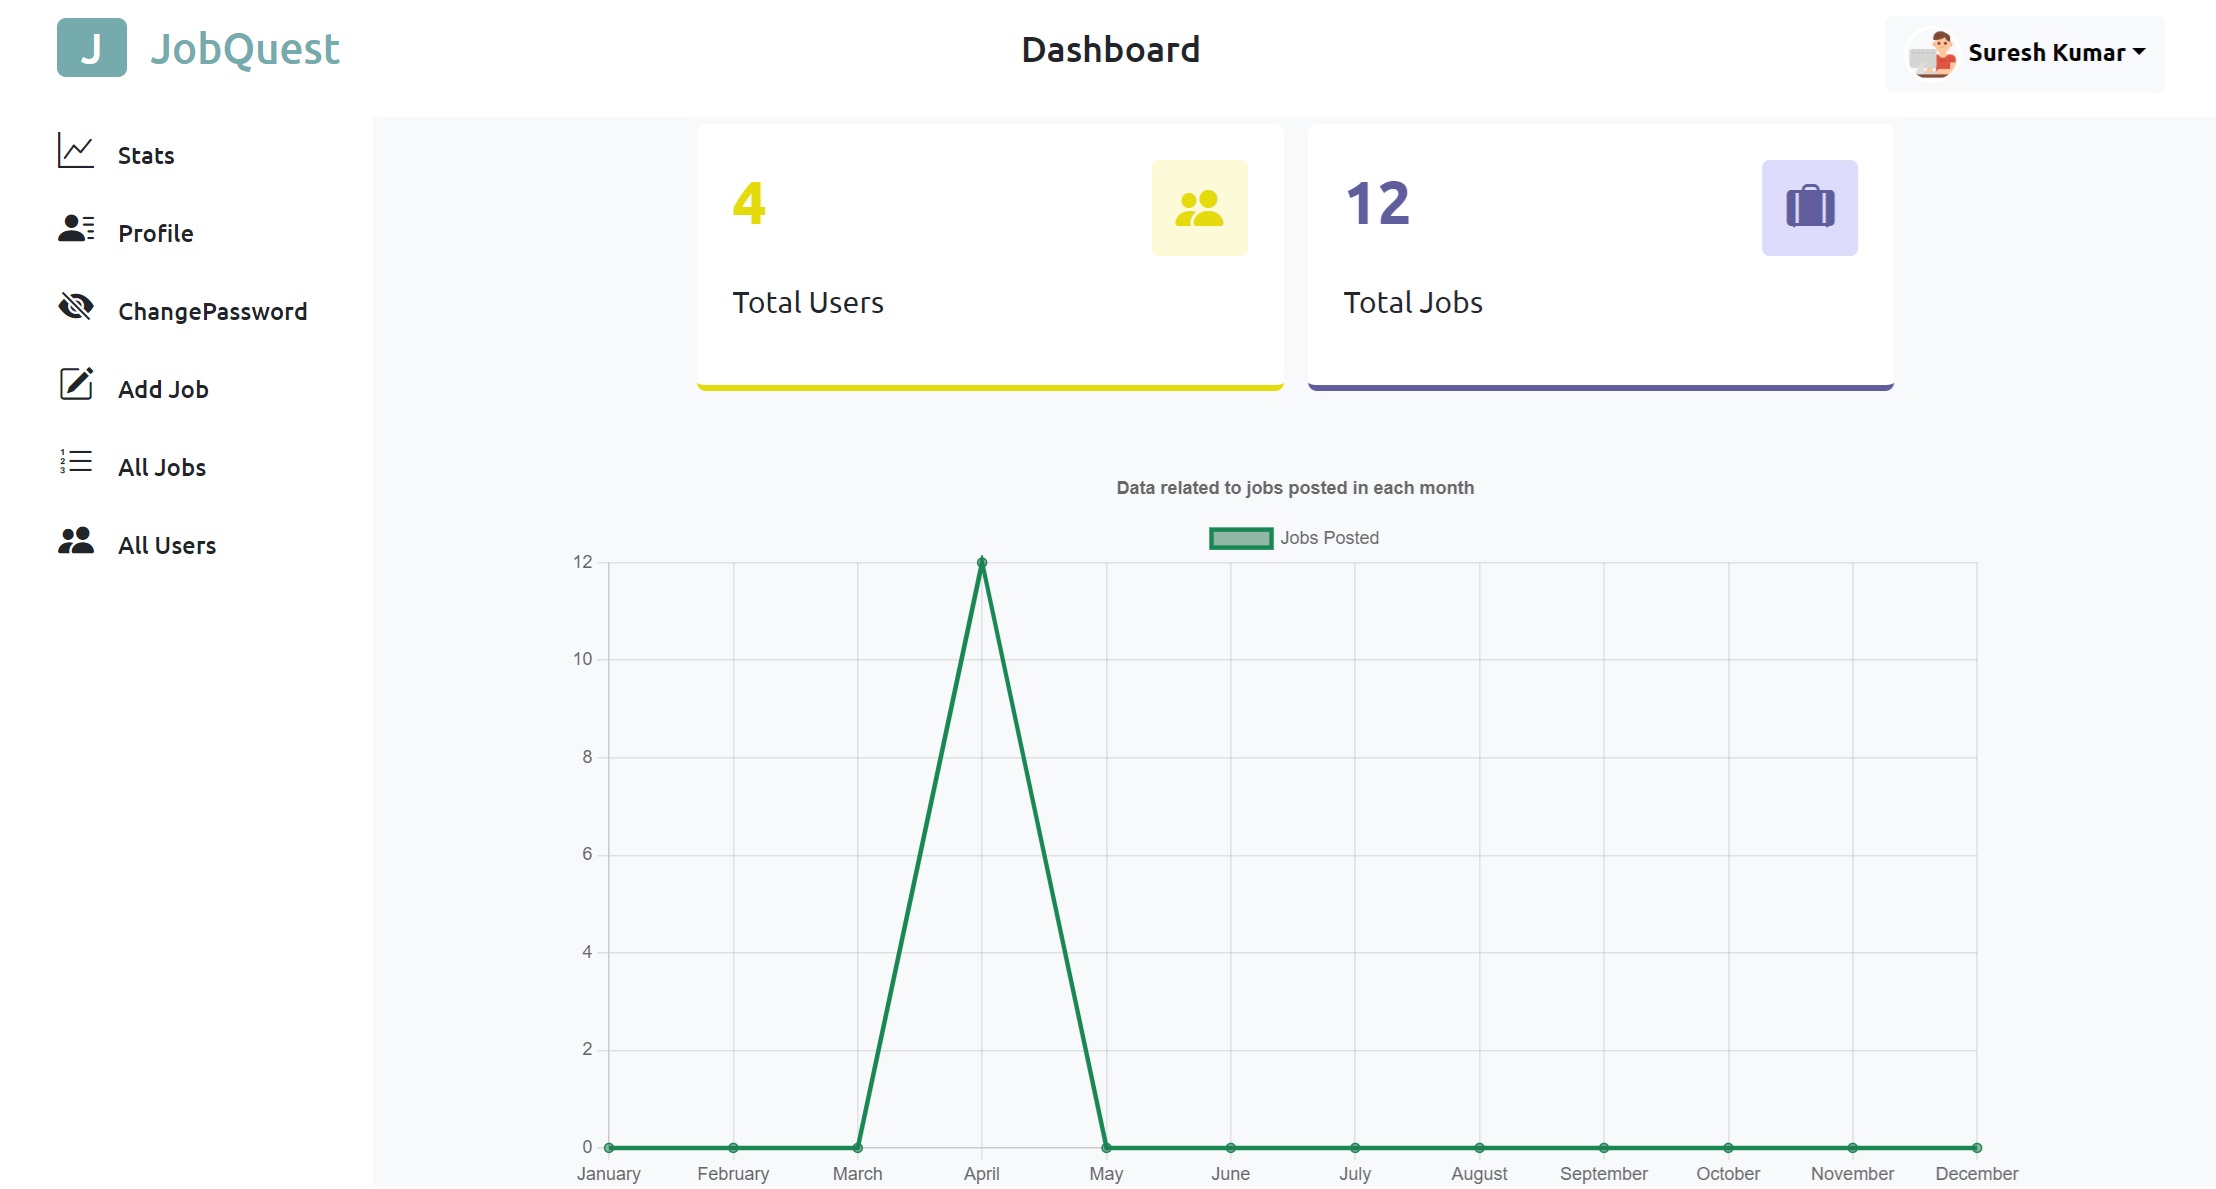 J JobQuest
Dashboard
Suresh Kumar
Stats
Profile
ChangePassword
Add Job
All Jobs
All Users
4
Total Users
12
Total Jobs
Data related to jobs posted in each month
Jobs Posted
12
10
8
6
4
2
0
January February March April May June July August September October November December